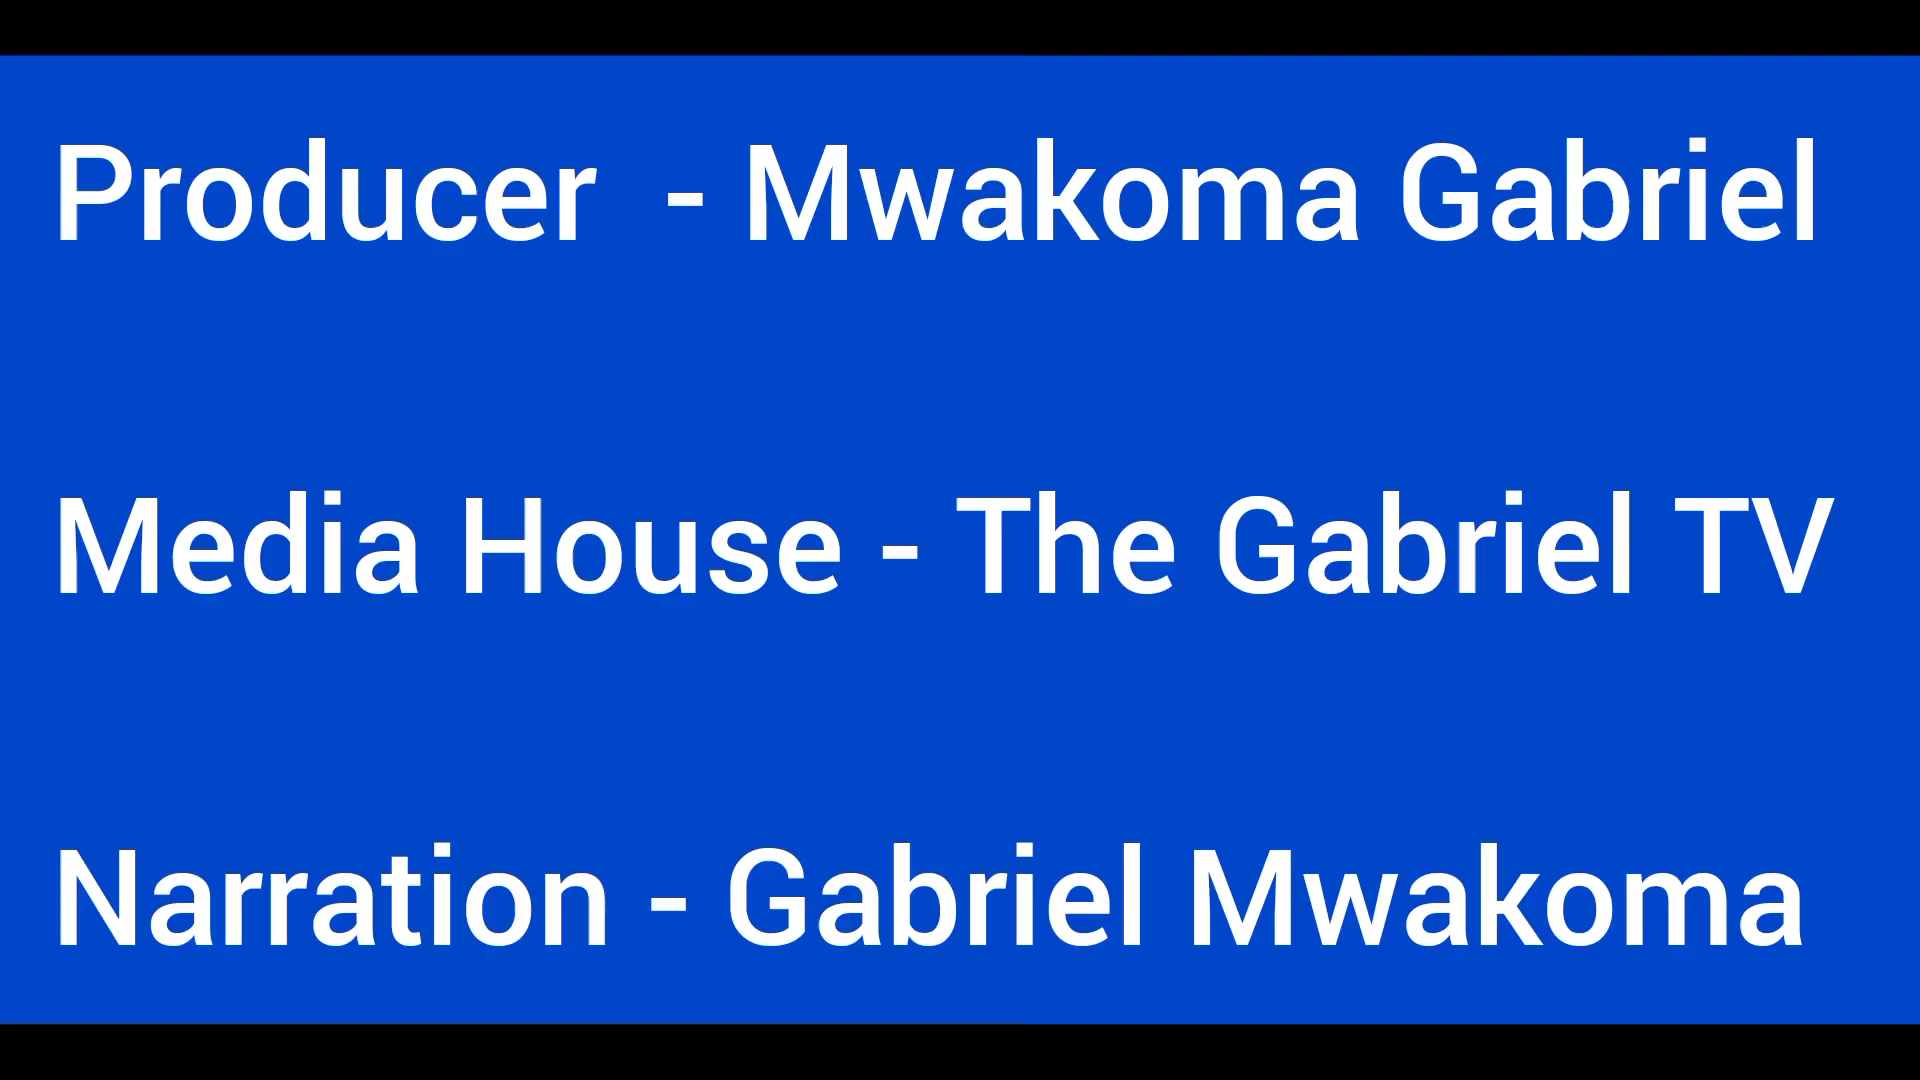 Producer  - Mwakoma Gabriel
Media House - The Gabriel TV
Narration - Gabriel Mwakoma